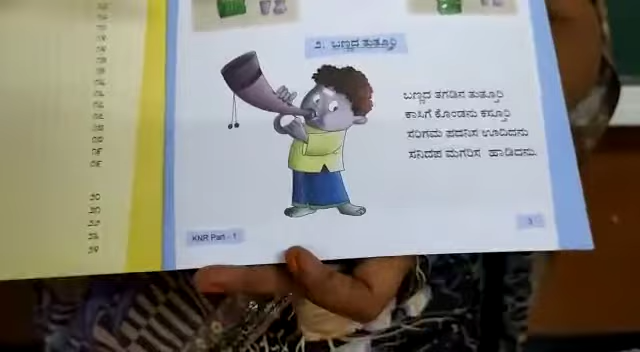 ೨. ಬಣ್ಣದ ತುತ್ತೂರಿ
ಬಣ್ಣದ ತಗಡಿನ ತುತ್ತೂರಿ
ಕಾಸಿಗೆ ಕೊಂಡನು ಕಸ್ತೂರಿ
ಸರಿಗಮ ಪದನಿಸ ಊದಿದನು
ಸನಿದಪ ಮಗರಿಸ ಹಾಡಿದನು.
KNR Part - 1
3